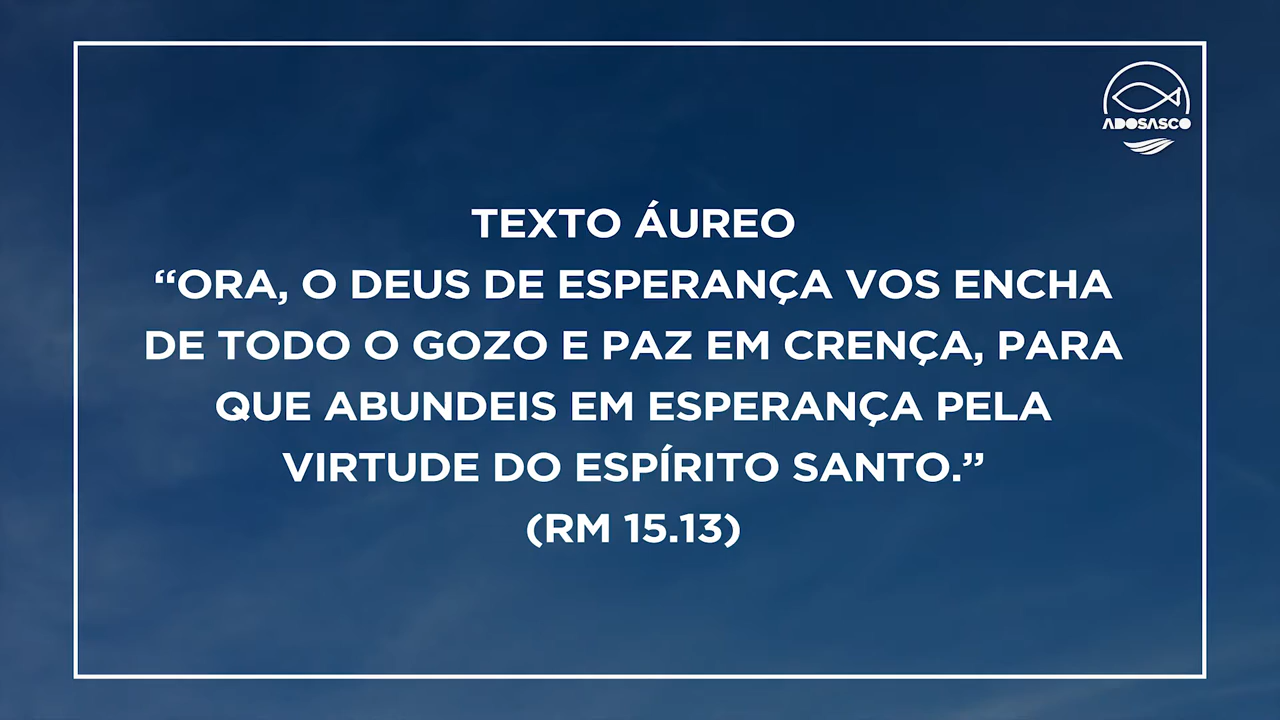 ADOSASCO
TEXTO ÁUREO
“ORA, O DEUS DE ESPERANÇA VOS ENCHA
DE TODO O GOZO E PAZ EM CRENÇA, PARA
QUE ABUNDEIS EM ESPERANÇA PELA
VIRTUDE DO ESPÍRITO SANTO.”
(RM 15.13)